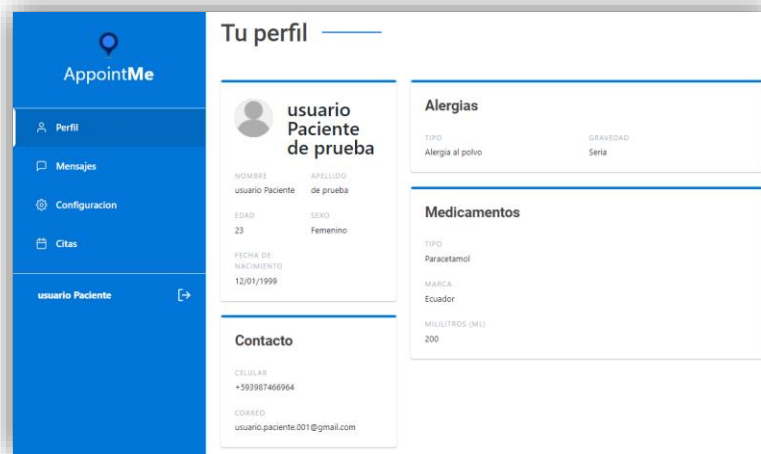 AppointMe
Perfil
Mensajes
Configuracion
Citas
usuario Paciente
Tu perfil
usuario
Paciente
de prueba
NOMBRE APELLIDO
usuario Paciente de prueba
EDAD SEXO
23 Femenino
FECHA DE
NACIMIENTO
12/01/1999
Contacto
CELULAR
+593987466964
CORREO
usuario.paciente.001@gmail.com
Alergias
TIPO GRAVEDAD
Alergia al polvo Seria
Medicamentos
TIPO
Paracetamol
MARCA
Ecuador
MILILITROS (ML)
200